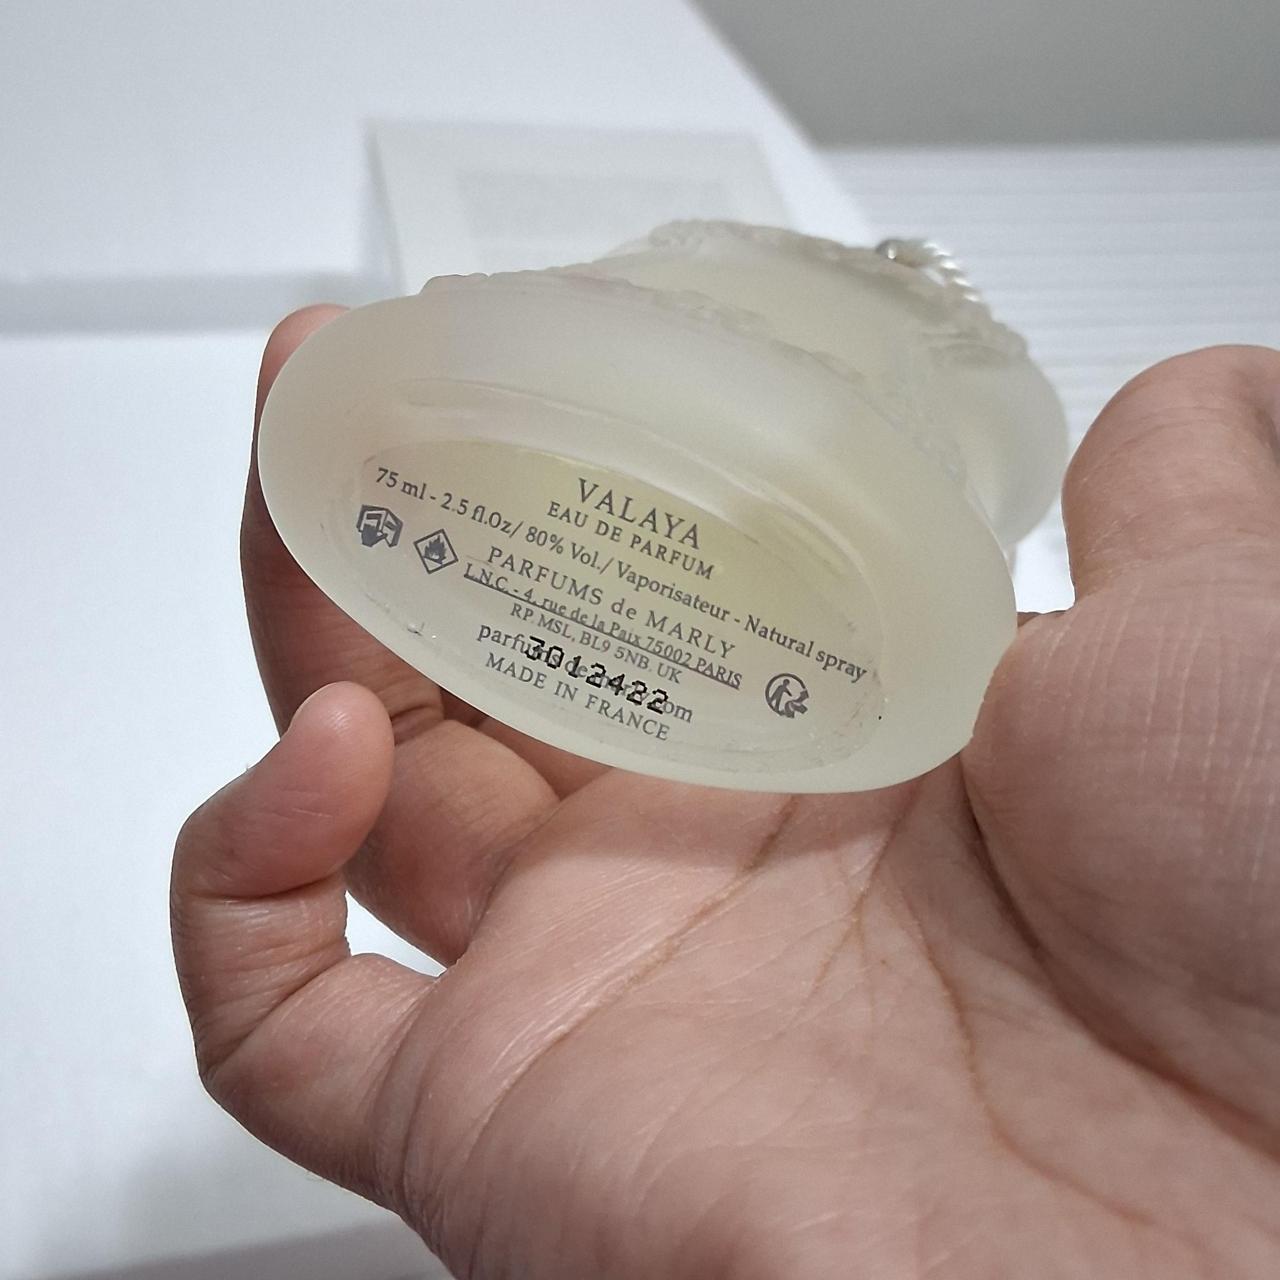 VALAYA
EAU DE PARFUM
75 ml - 2.5 fl.Oz/ 80% Vol./ Vaporisateur - Natural spray
PARFUMS de MARLY
L.N.C. - 4, rue de la Paix 75002 PARIS
RP. MSL, BL9 5NB. UK
3012422
MADE IN FRANCE